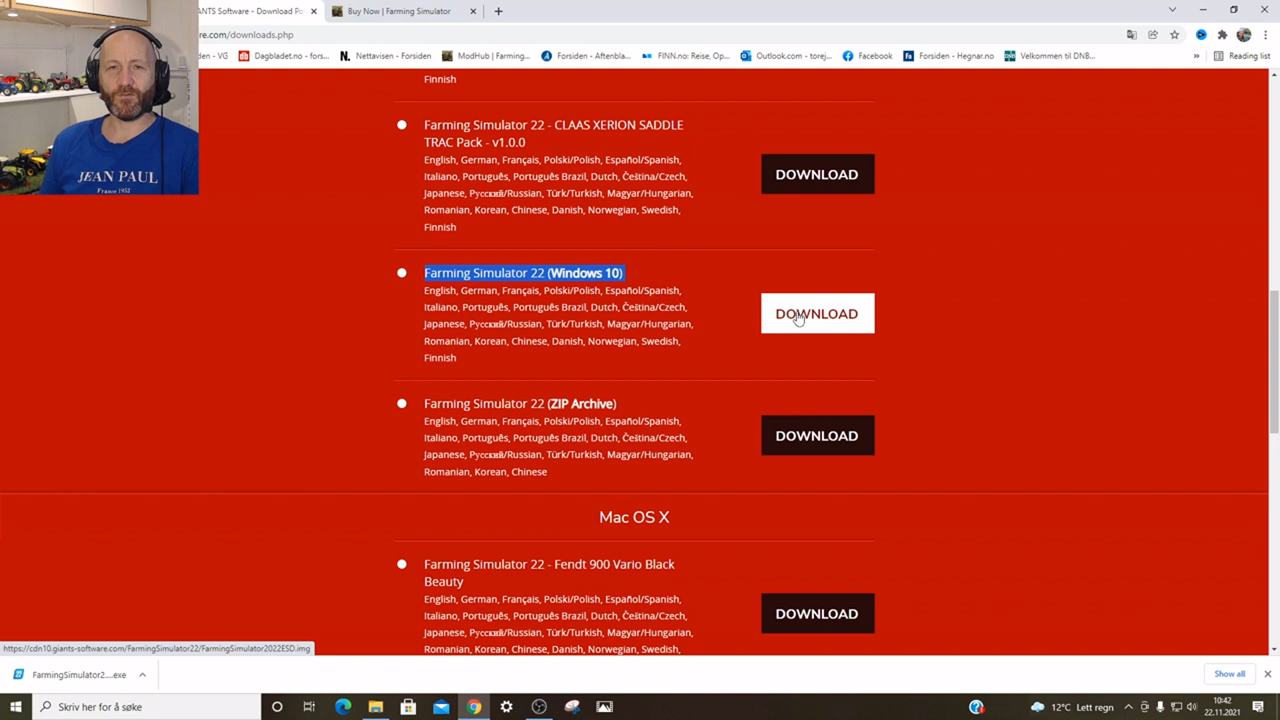 ANTS Software - Download Po
Buy Now | Farming Simulator
re.com/downloads.php
den - VG
Dagbladet.no - fors...
Nettavisen - Forsiden
ModHub | Farming...
Forsiden - Aftenbla...
FINN.no: Reise, Op...
Outlook.com - torej...
Facebook
Forsiden - Hegnar.no
Velkommen til DNB...
»
Reading list
JEAN PAUL
France 1952
Finnish
Farming Simulator 22 - CLAAS XERION SADDLE
TRAC Pack - v1.0.0
English, German, Français, Polski/Polish, Español/Spanish,
Italiano, Português, Português Brazil, Dutch, Čeština/Czech,
Japanese, Русский/Russian, Türk/Turkish, Magyar/Hungarian,
Romanian, Korean, Chinese, Danish, Norwegian, Swedish,
Finnish
DOWNLOAD
Farming Simulator 22 (Windows 10)
English, German, Français, Polski/Polish, Español/Spanish,
Italiano, Português, Português Brazil, Dutch, Čeština/Czech,
Japanese, Русский/Russian, Türk/Turkish, Magyar/Hungarian,
Romanian, Korean, Chinese, Danish, Norwegian, Swedish,
Finnish
DOWNLOAD
Farming Simulator 22 (ZIP Archive)
English, German, Français, Polski/Polish, Español/Spanish,
Italiano, Português, Português Brazil, Dutch, Čeština/Czech,
Japanese, Русский/Russian, Türk/Turkish, Magyar/Hungarian,
Romanian, Korean, Chinese
DOWNLOAD
Mac OS X
Farming Simulator 22 - Fendt 900 Vario Black
Beauty
English, German, Français, Polski/Polish, Español/Spanish,
Italiano, Português, Português Brazil, Dutch, Čeština/Czech,
Japanese, Русский/Russian, Türk/Turkish, Magyar/Hungarian,
Romanian, Korean, Chinese, Danish, Norwegian, Swedish,
DOWNLOAD
https://cdn10.giants-software.com/FarmingSimulator22/FarmingSimulator2022ESD.img
FarmingSimulator2....exe
Show all
Skriv her for å søke
12°C Lett regn
10:42
22.11.2021